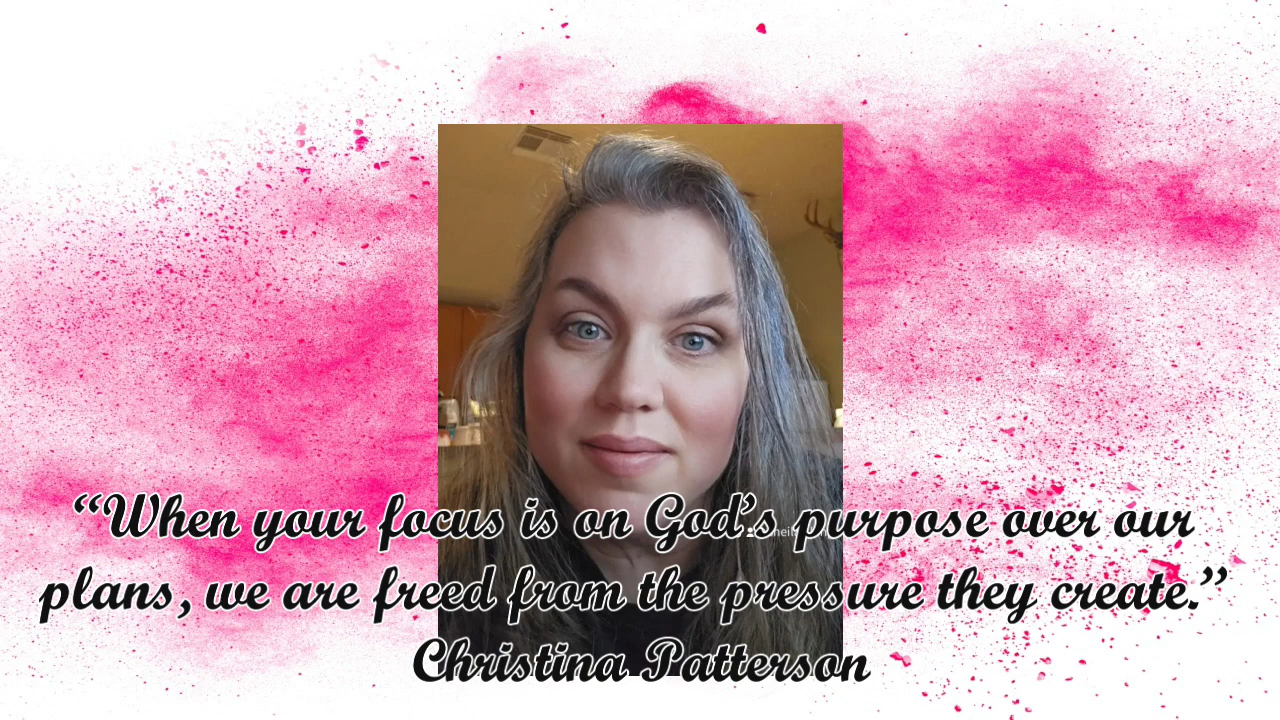 “When your focus is on God’s purpose over our
plans, we are freed from the pressure they create.”
Christina Patterson